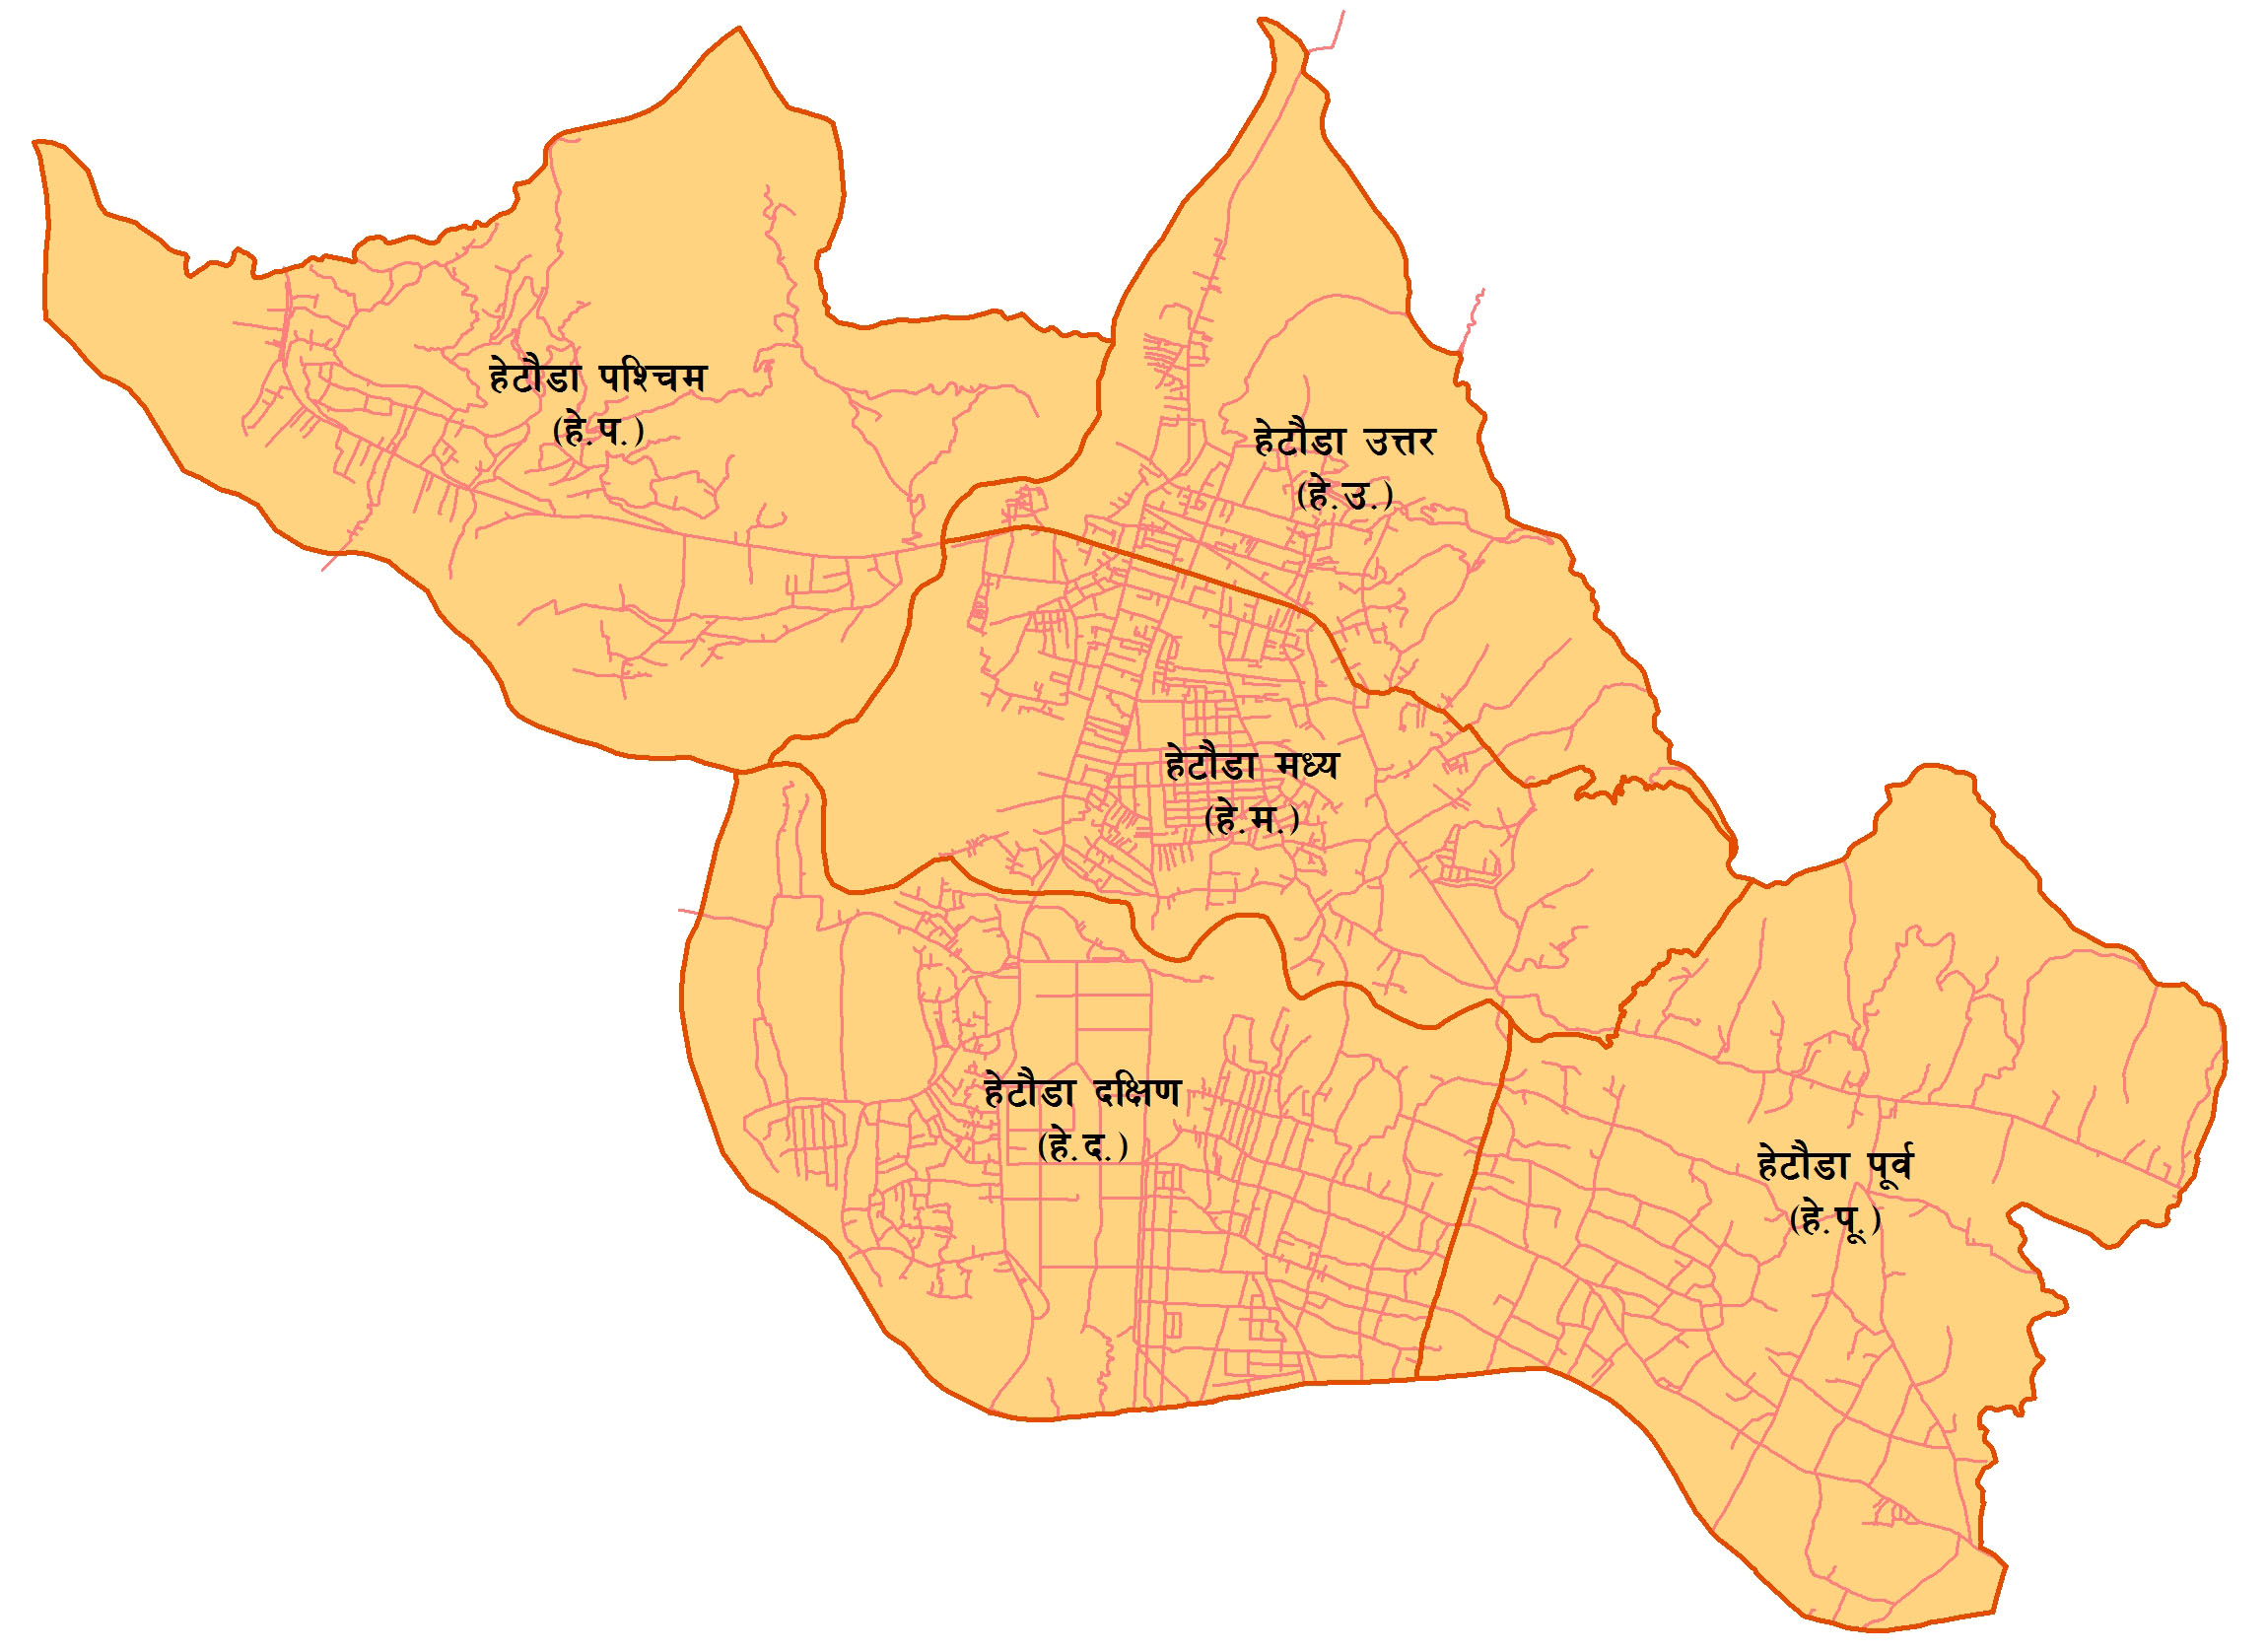 हेटौडा पश्चिम
(हे.प.)
हेटौडा उत्तर
(हे.उ.)
हेटौडा मध्य
(हे.म.)
हेटौडा दक्षिण
(हे.द.)
हेटौडा पूर्व
(हे.पू.)